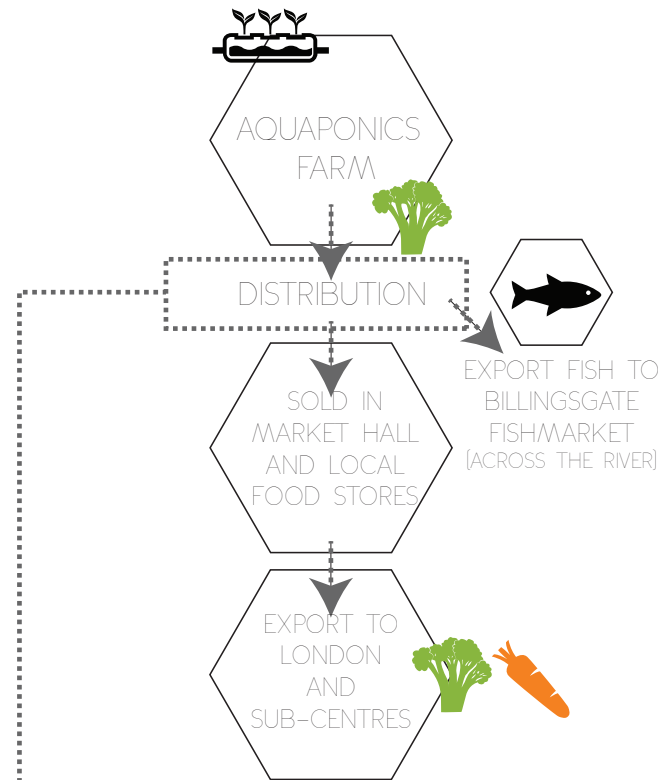 AQUAPONICS
FARM
DISTRIBUTION
EXPORT FISH TO
BILLINGSGATE
FISHMARKET
(ACROSS THE RIVER)
SOLD IN
MARKET HALL
AND LOCAL
FOOD STORES
EXPORT TO
LONDON
AND
SUB-CENTRES